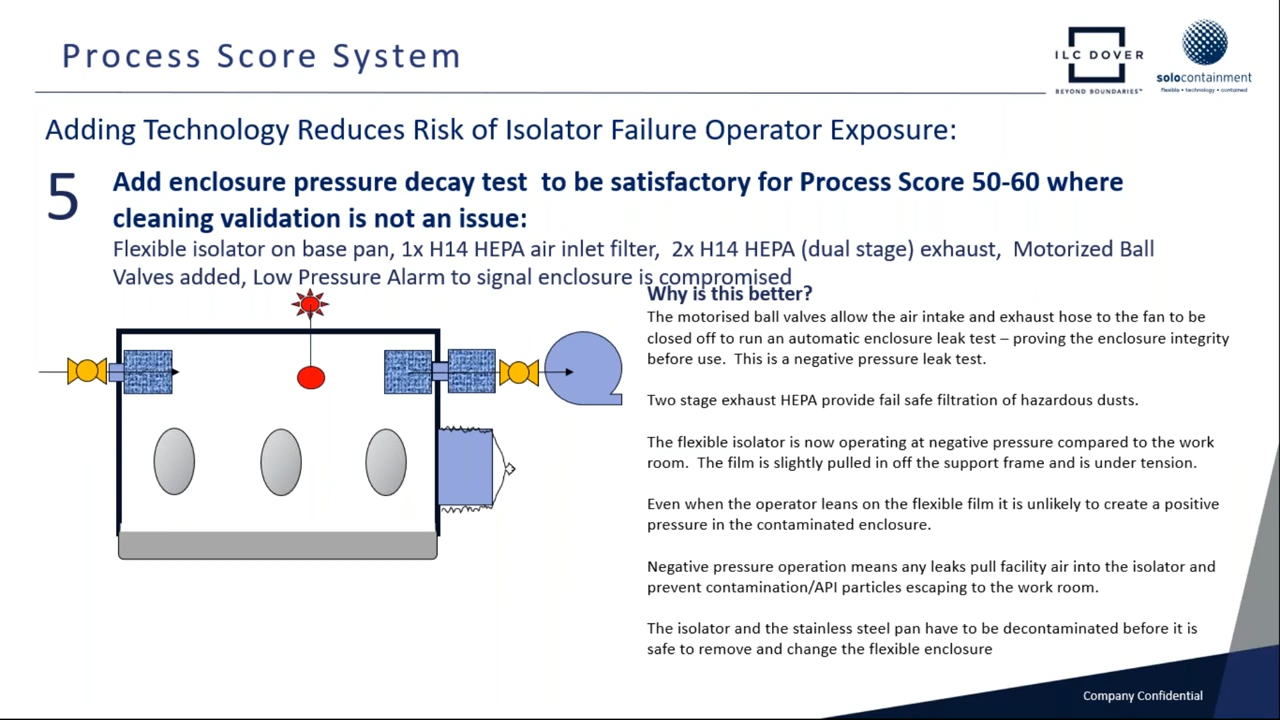 Process Score System
ILC DOVER
BEYOND BOUNDARIES™
solocontainment
flexible • technology • contained
Adding Technology Reduces Risk of Isolator Failure Operator Exposure:
5
Add enclosure pressure decay test to be satisfactory for Process Score 50-60 where
cleaning validation is not an issue:
Flexible isolator on base pan, 1x H14 HEPA air inlet filter, 2x H14 HEPA (dual stage) exhaust, Motorized Ball
Valves added, Low Pressure Alarm to signal enclosure is compromised
Why is this better?
The motorised ball valves allow the air intake and exhaust hose to the fan to be
closed off to run an automatic enclosure leak test – proving the enclosure integrity
before use. This is a negative pressure leak test.
Two stage exhaust HEPA provide fail safe filtration of hazardous dusts.
The flexible isolator is now operating at negative pressure compared to the work
room. The film is slightly pulled in off the support frame and is under tension.
Even when the operator leans on the flexible film it is unlikely to create a positive
pressure in the contaminated enclosure.
Negative pressure operation means any leaks pull facility air into the isolator and
prevent contamination/API particles escaping to the work room.
The isolator and the stainless steel pan have to be decontaminated before it is
safe to remove and change the flexible enclosure
Company Confidential